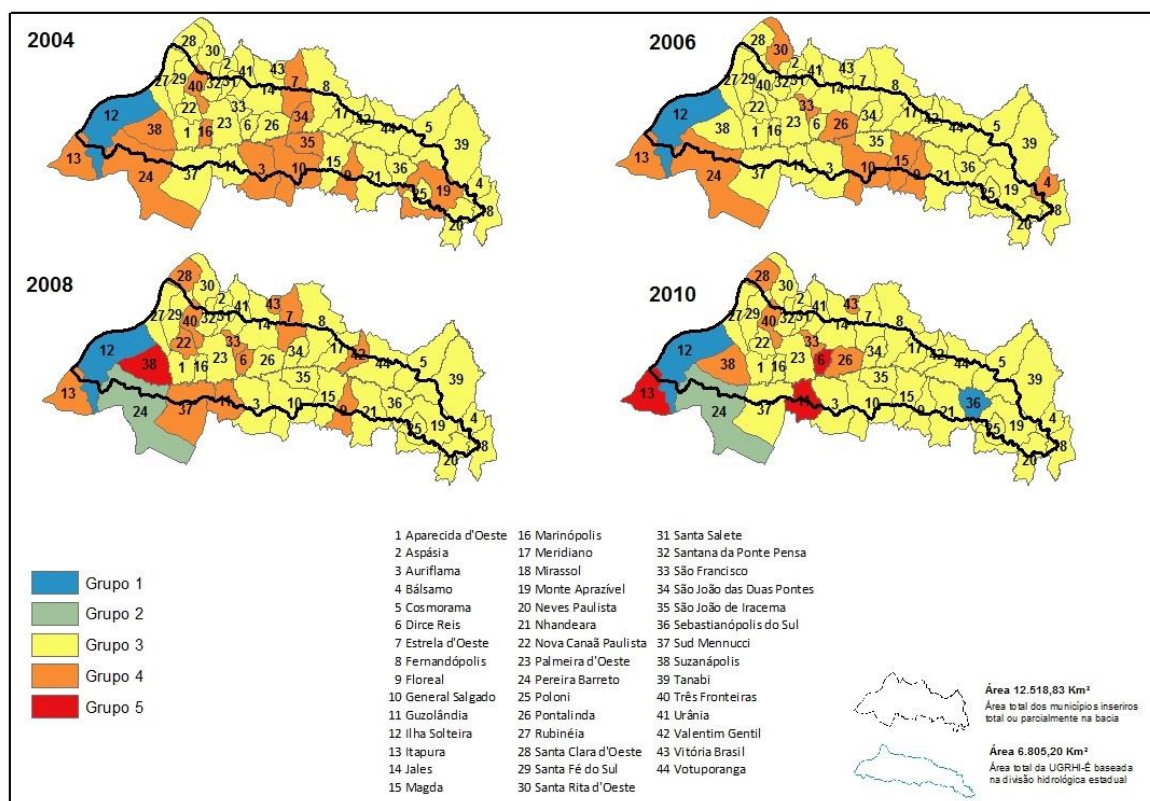 2004
2006
2008
2010
Grupo 1
Grupo 2
Grupo 3
Grupo 4
Grupo 5
1 Aparecida d'Oeste
2 Aspásia
3 Auriflama
4 Bálsamo
5 Cosmorama
6 Dirce Reis
7 Estrela d'Oeste
8 Fernandópolis
9 Floreal
10 General Salgado
11 Guzolândia
12 Ilha Solteira
13 Itapura
14 Jales
15 Magda
16 Marinópolis
17 Meridiano
18 Mirassol
19 Monte Aprazível
20 Neves Paulista
21 Nhandeara
22 Nova Canaã Paulista
23 Palmeira d'Oeste
24 Pereira Barreto
25 Poloni
26 Pontalinda
27 Rubinéia
28 Santa Clara d'Oeste
29 Santa Fé do Sul
30 Santa Rita d'Oeste
31 Santa Salete
32 Santana da Ponte Pensa
33 São Francisco
34 São João das Duas Pontes
35 São João de Iracema
36 Sebastianópolis do Sul
37 Sud Mennucci
38 Suzanápolis
39 Tanabi
40 Três Fronteiras
41 Urânia
42 Valentim Gentil
43 Vitória Brasil
44 Votuporanga
Área 12.518,83 Km²
Área total dos municípios inseriros
total ou parcialmente na bacia
Área 6.805,20 Km²
Área total da UGRHI-É baseada
na divisão hidrológica estadual